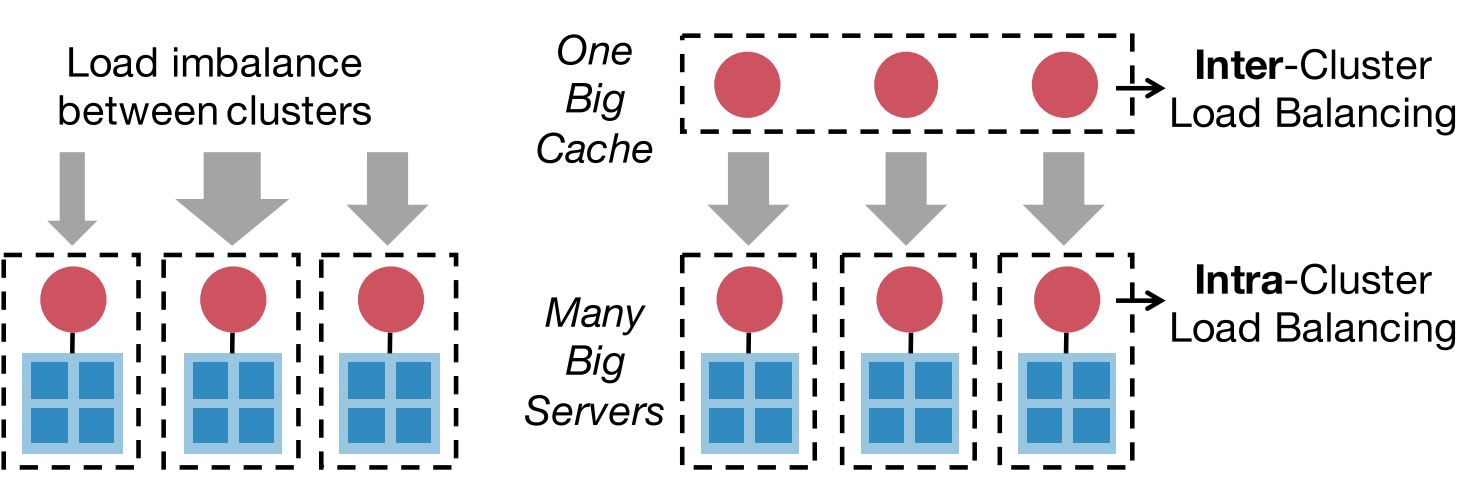 Load imbalance
between clusters
One
Big
Cache
Inter-Cluster
Load Balancing
Many
Big
Servers
Intra-Cluster
Load Balancing